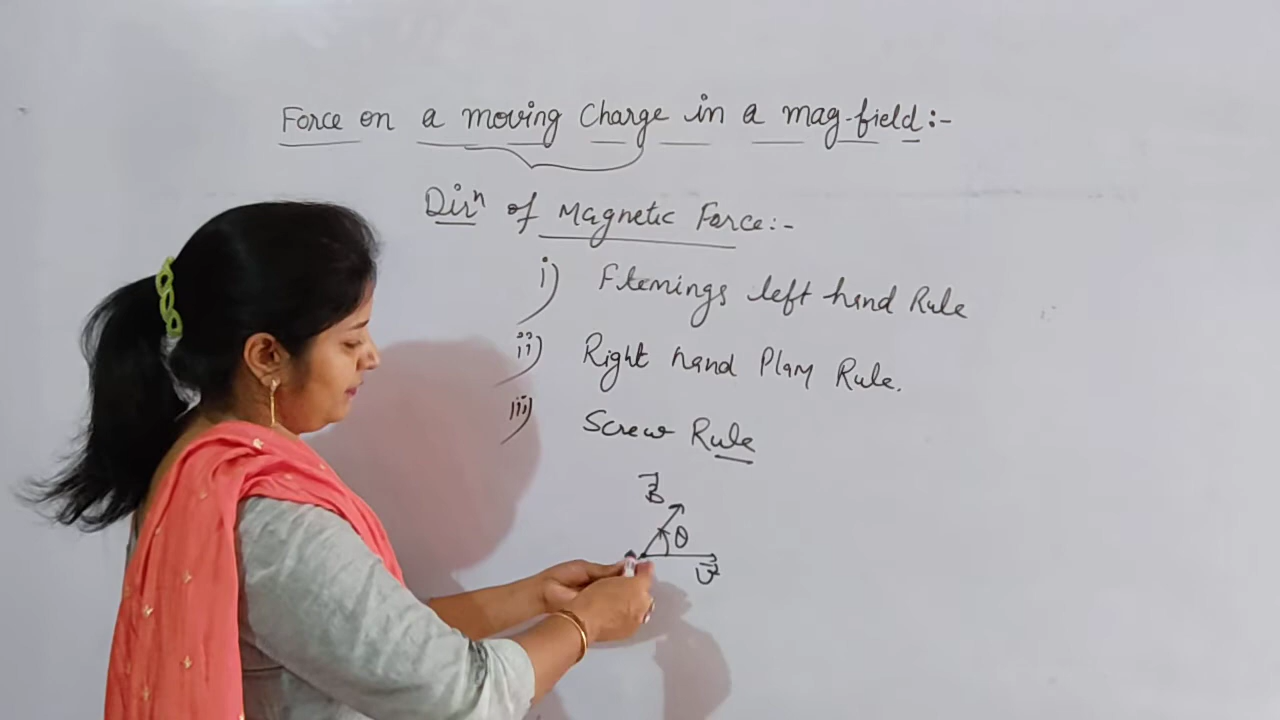 Force on a moving Charge in a mag-field:-
Dirⁿ of Magnetic Force:-
i) Flemings left hand Rule
ii) Right hand Plam Rule.
iii) Screw Rule
B⃗
θ
v⃗